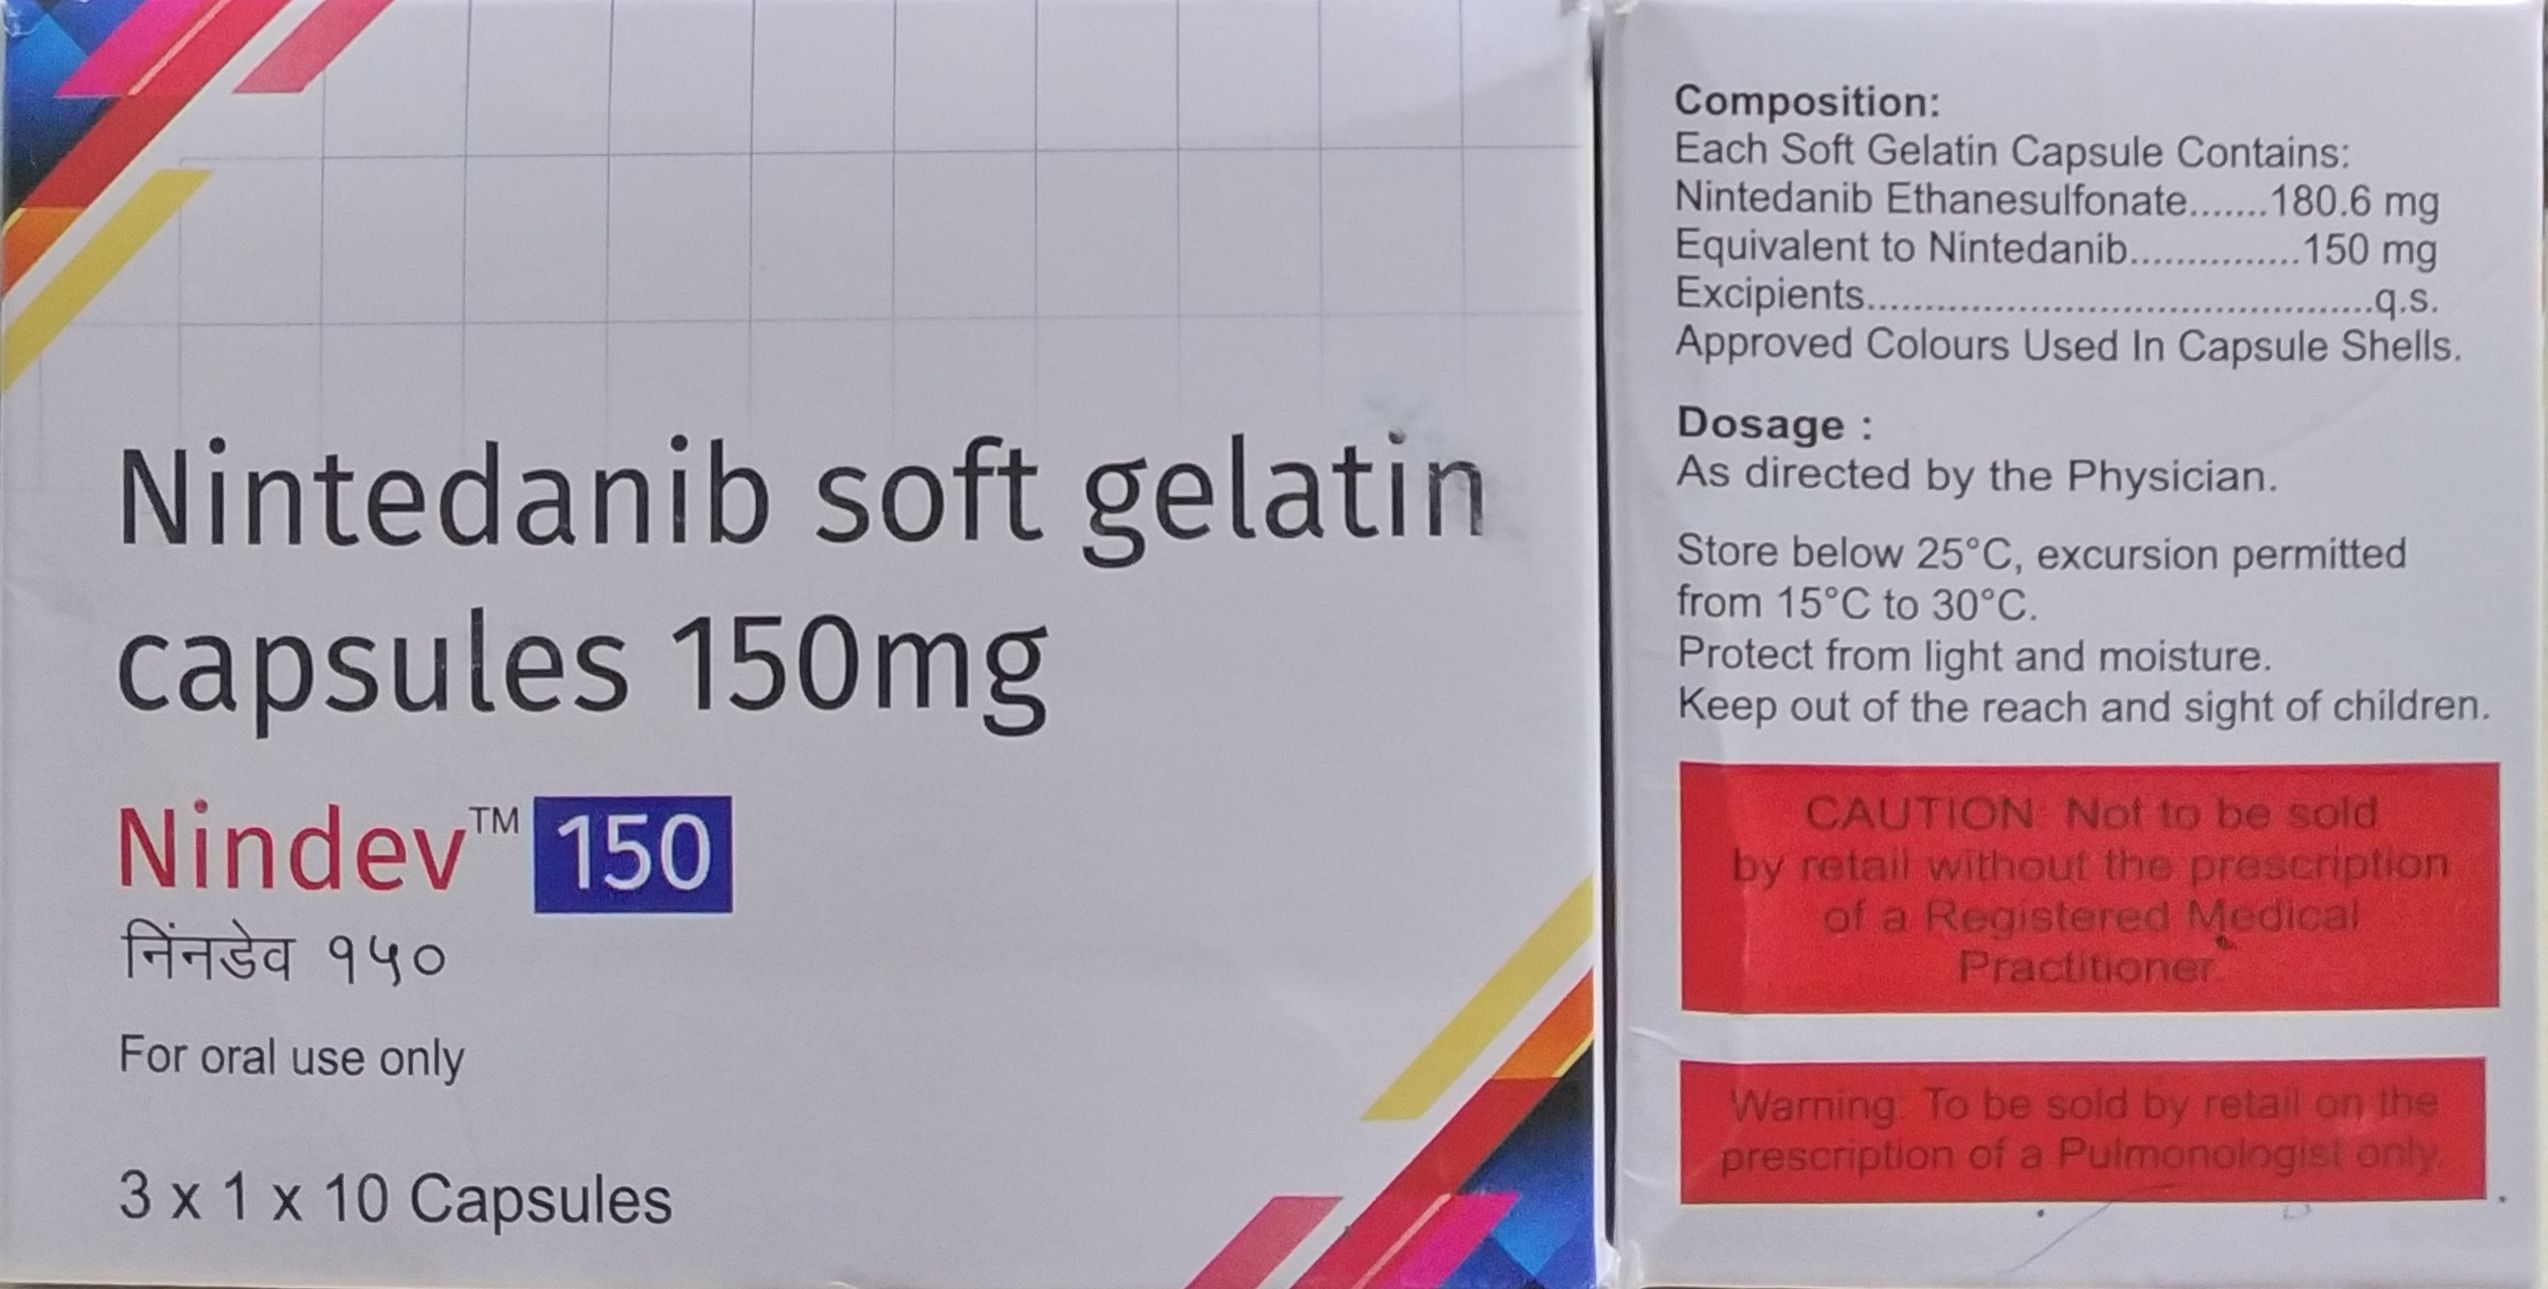 Nintedanib soft gelatin
capsules 150mg
Nindev™ 150
निंनडेव १५०
For oral use only
3 x 1 x 10 Capsules
Composition:
Each Soft Gelatin Capsule Contains:
Nintedanib Ethanesulfonate.......180.6 mg
Equivalent to Nintedanib...............150 mg
Excipients.............................................q.s.
Approved Colours Used In Capsule Shells.
Dosage :
As directed by the Physician.
Store below 25°C, excursion permitted
from 15°C to 30°C.
Protect from light and moisture.
Keep out of the reach and sight of children.
CAUTION: Not to be sold
by retail without the prescription
of a Registered Medical
Practitioner.
Warning: To be sold by retail on the
prescription of a Pulmonologist only.